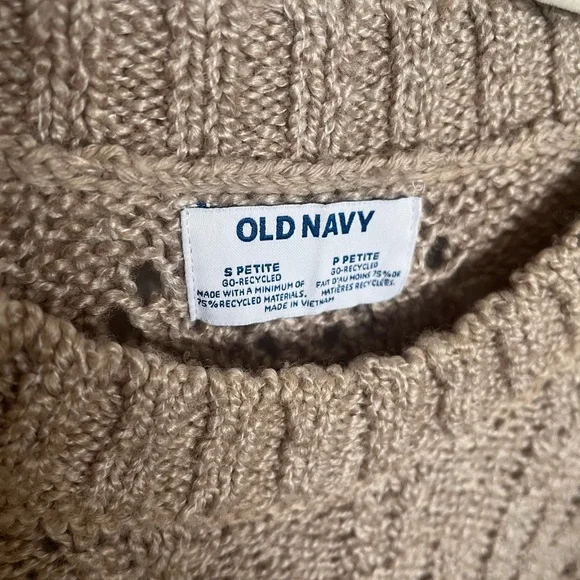 OLD NAVY
S PETITE P PETITE
GO-RECYCLED GO-RECYCLED
MADE WITH A MINIMUM OF FAIT D'AU MOINS 75% DE
75% RECYCLED MATERIALS. MATIÈRES RECYCLÉES.
MADE IN VIETNAM